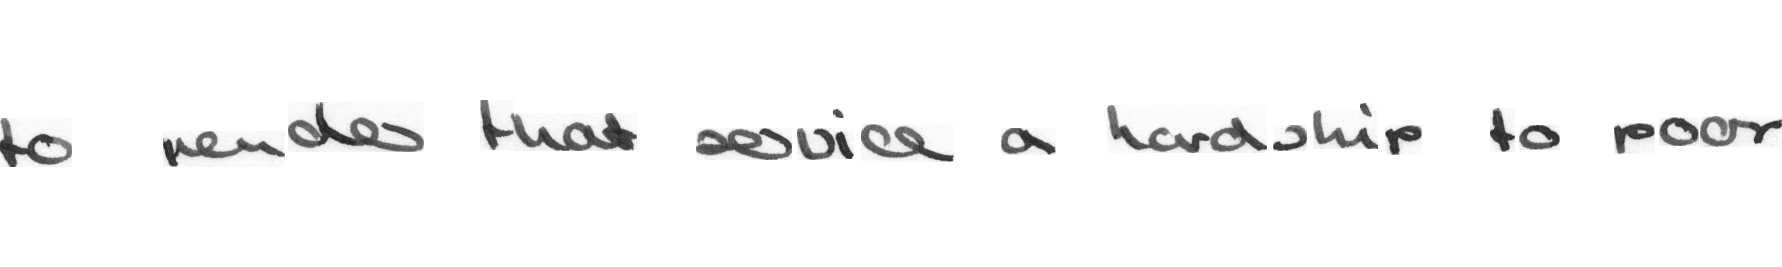 to render that service a hardship to poor